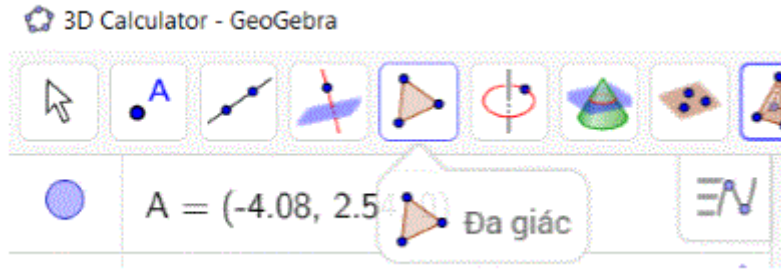 3D Calculator - GeoGebra
A
A = (-4.08, 2.5
Đa giác